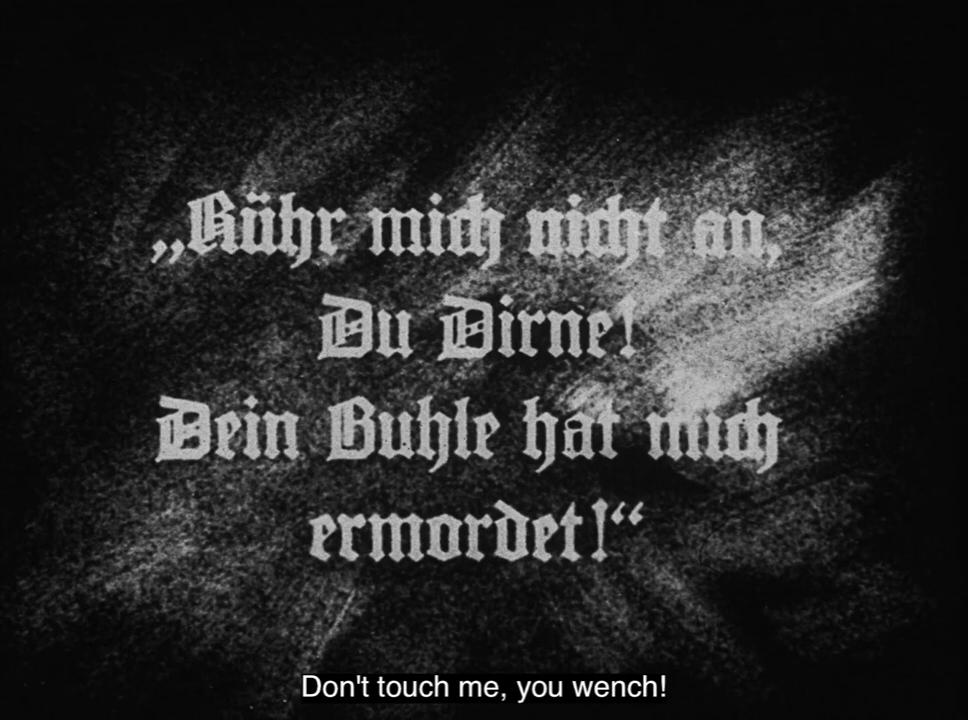 „Rühr mich nicht an,
Du Dirne!
Dein Buhle hat mich
ermordet!“
Don't touch me, you wench!